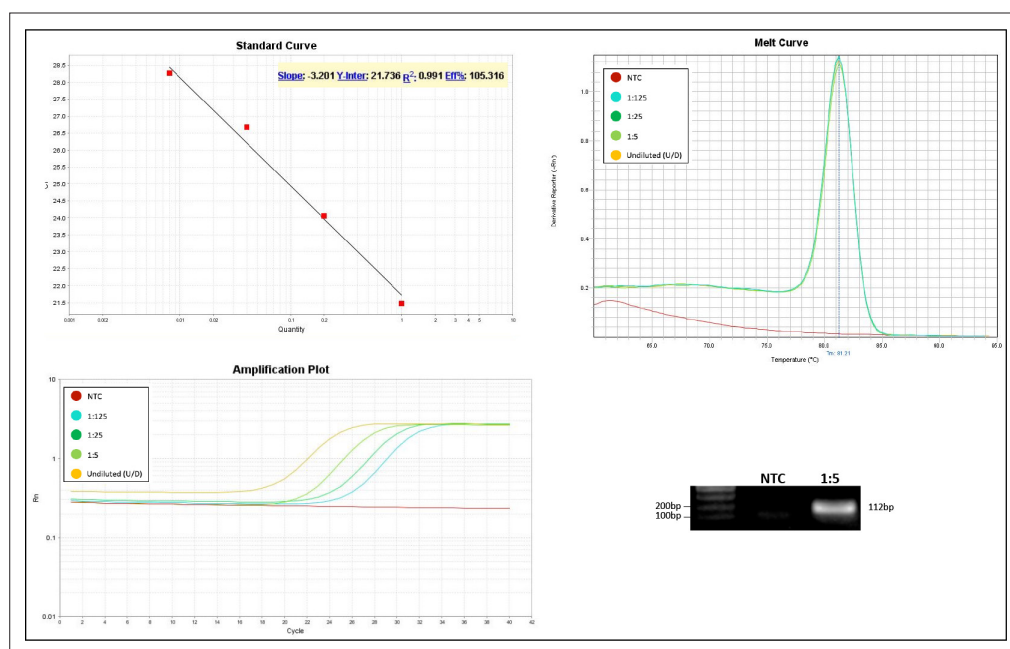 Standard Curve
Slope: -3.201 Y-Inter: 21.736 R2: 0.991 Eff%: 105.316
28.5
28.0
27.5
27.0
26.5
26.0
25.5
25.0
24.5
24.0
23.5
23.0
22.5
22.0
21.5
0.001 0.002 0.01 0.02 0.1 0.2 1 2 3 4 5 6 7 10
Quantity
Melt Curve
NTC
1:125
1:25
1:5
Undiluted (U/D)
Derivative Reporter (-Rn')
1.0
0.8
0.6
0.4
0.2
65.0 70.0 75.0 80.0 85.0 90.0 95.0
Tm: 81.21
Temperature (°C)
Amplification Plot
NTC
1:125
1:25
1:5
Undiluted (U/D)
Rn
10
1
0.1
0.01
0 2 4 6 8 10 12 14 16 18 20 22 24 26 28 30 32 34 36 38 40 42
Cycle
NTC 1:5
200bp
100bp
112bp